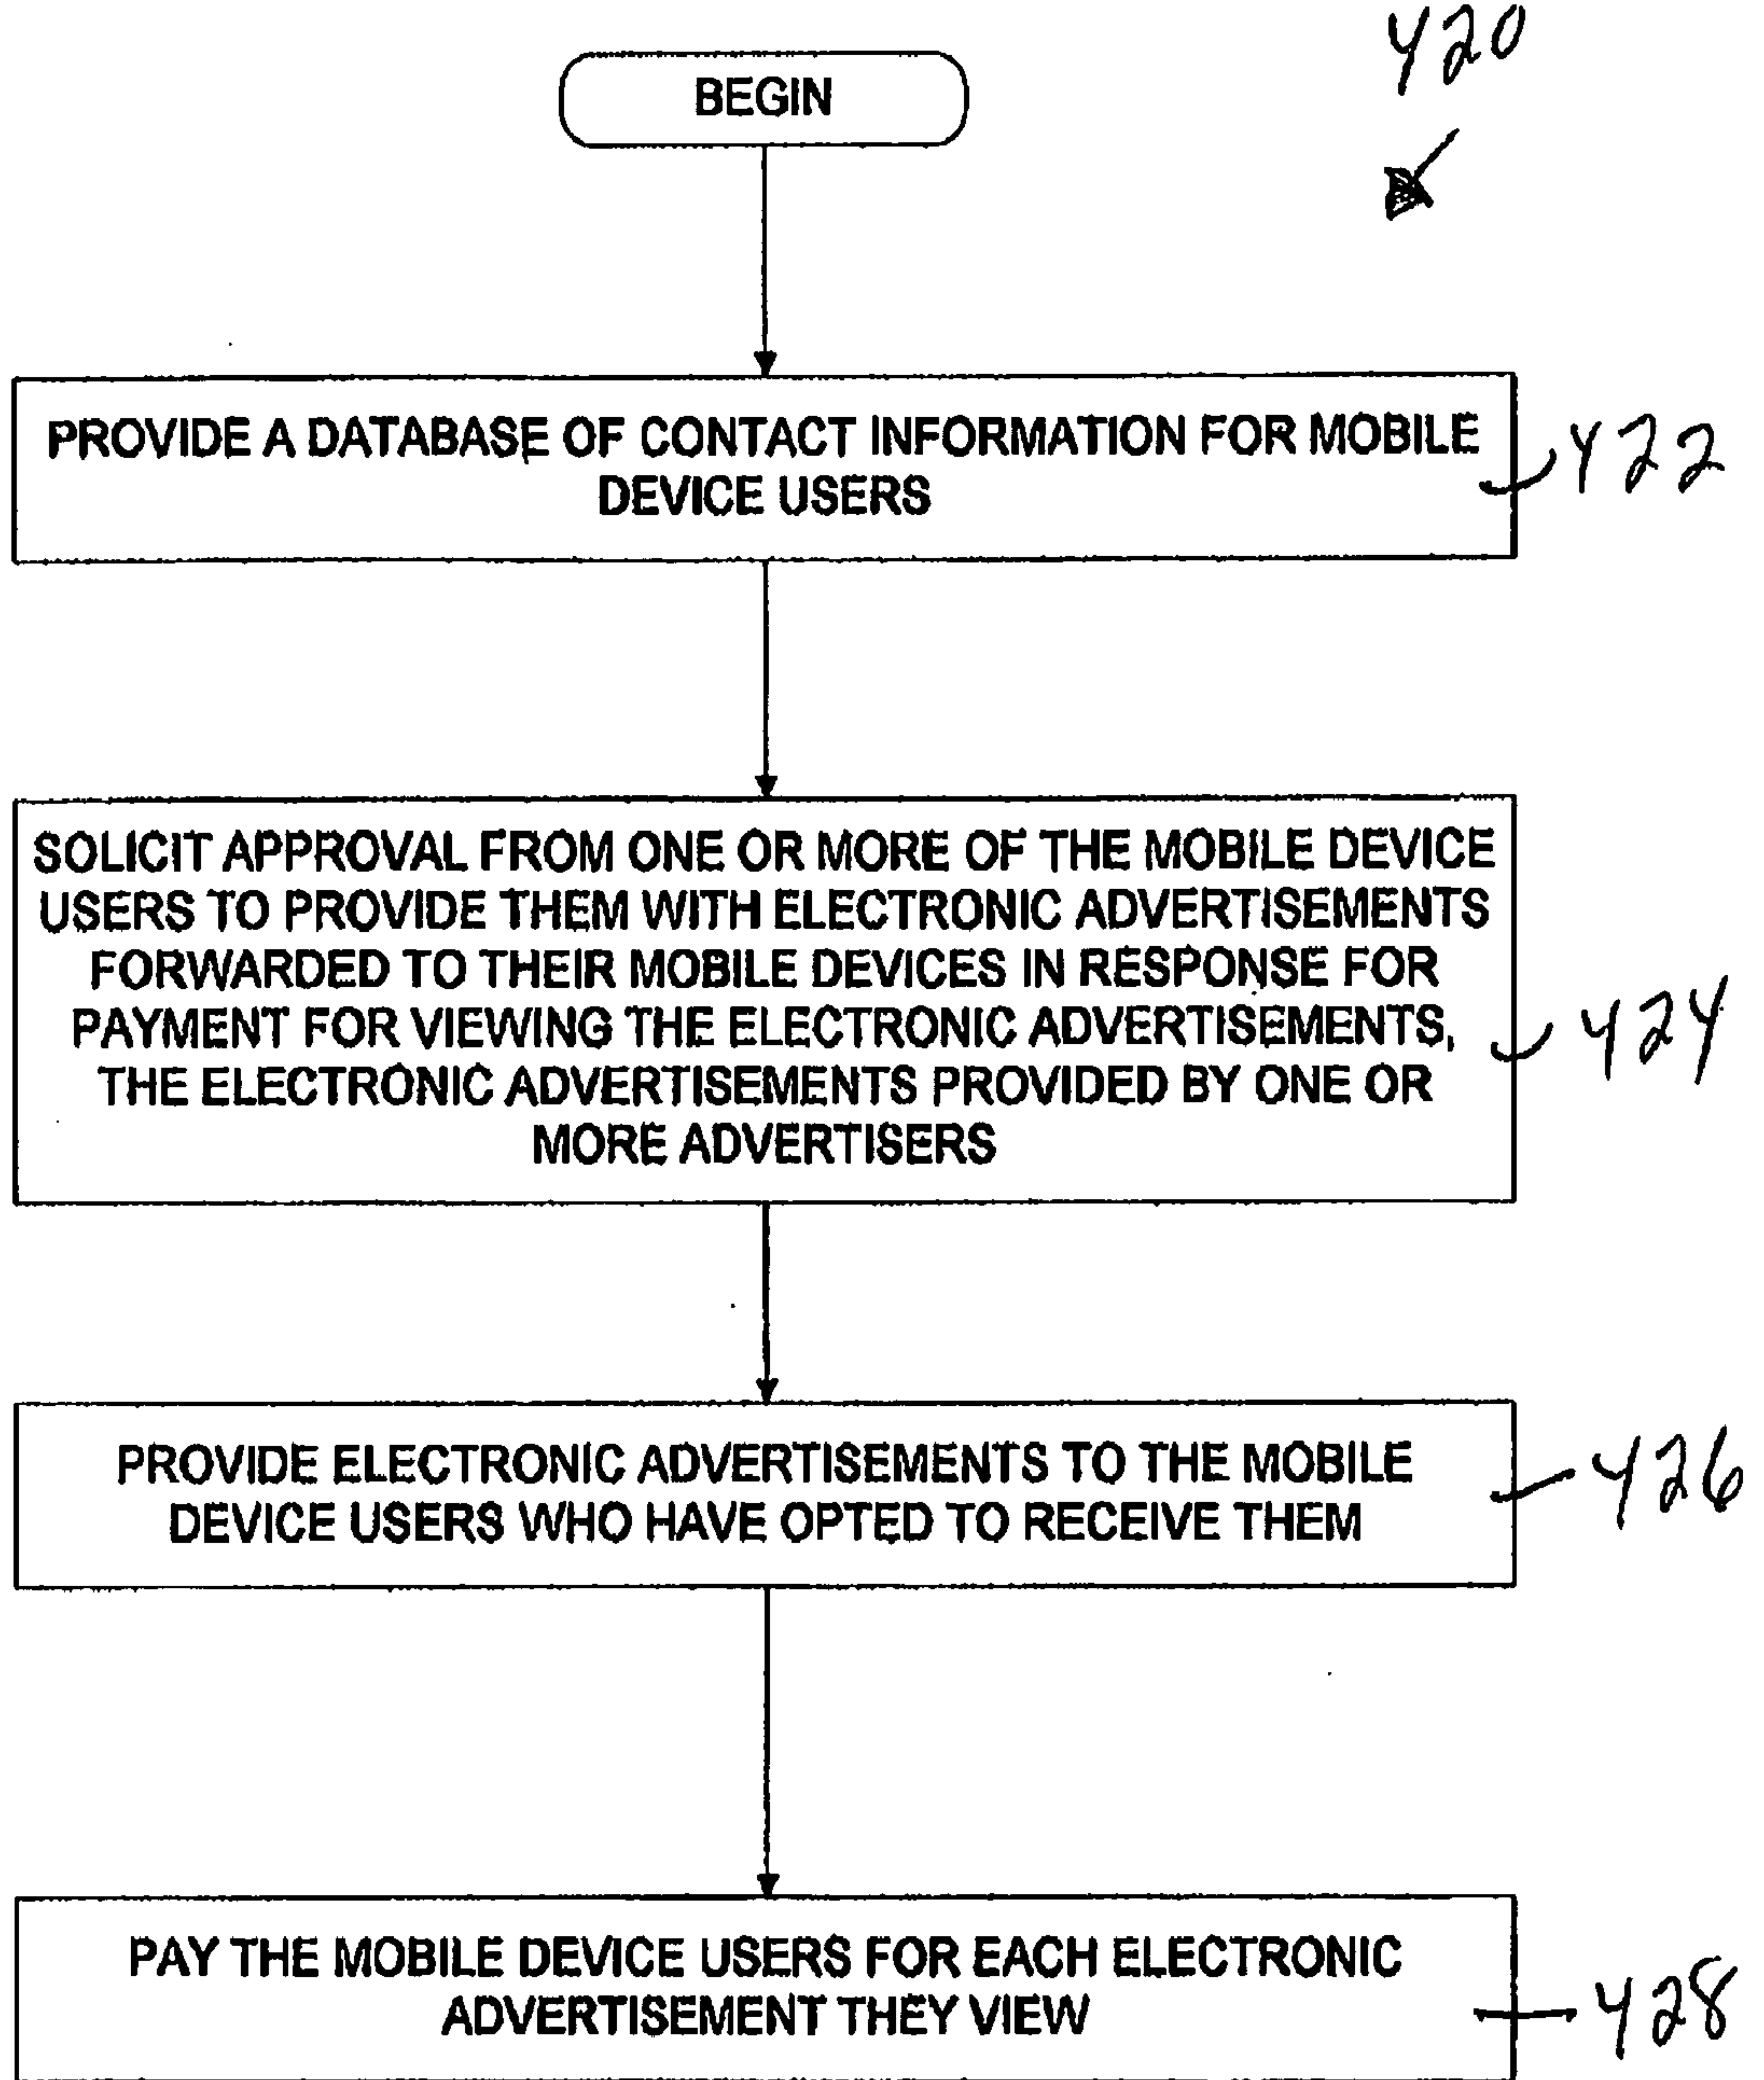 420
BEGIN
PROVIDE A DATABASE OF CONTACT INFORMATION FOR MOBILE
DEVICE USERS
422
SOLICIT APPROVAL FROM ONE OR MORE OF THE MOBILE DEVICE
USERS TO PROVIDE THEM WITH ELECTRONIC ADVERTISEMENTS
FORWARDED TO THEIR MOBILE DEVICES IN RESPONSE FOR
PAYMENT FOR VIEWING THE ELECTRONIC ADVERTISEMENTS,
THE ELECTRONIC ADVERTISEMENTS PROVIDED BY ONE OR
MORE ADVERTISERS
424
PROVIDE ELECTRONIC ADVERTISEMENTS TO THE MOBILE
DEVICE USERS WHO HAVE OPTED TO RECEIVE THEM
426
PAY THE MOBILE DEVICE USERS FOR EACH ELECTRONIC
ADVERTISEMENT THEY VIEW
428